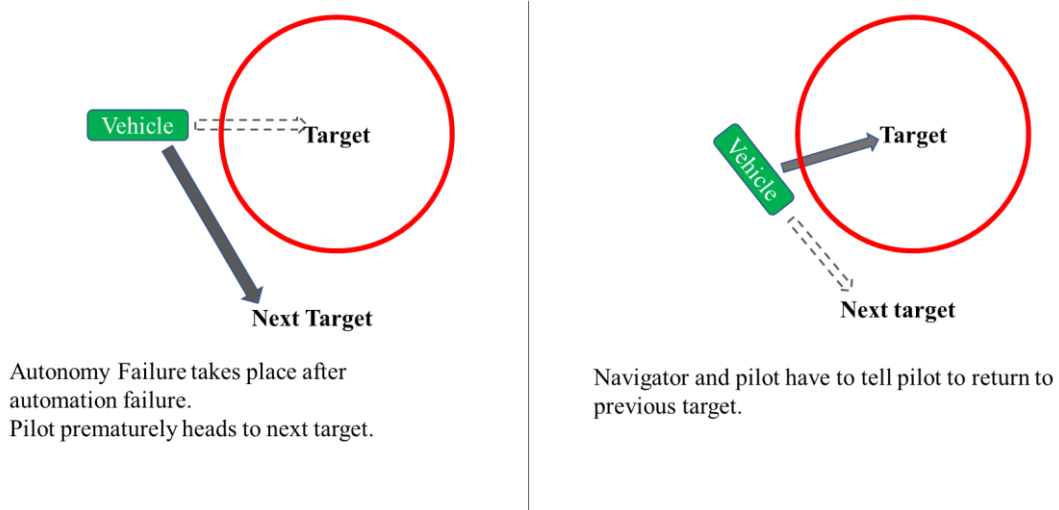 Vehicle
Target
Next Target
Autonomy Failure takes place after
automation failure.
Pilot prematurely heads to next target.
Vehicle
Target
Next target
Navigator and pilot have to tell pilot to return to
previous target.